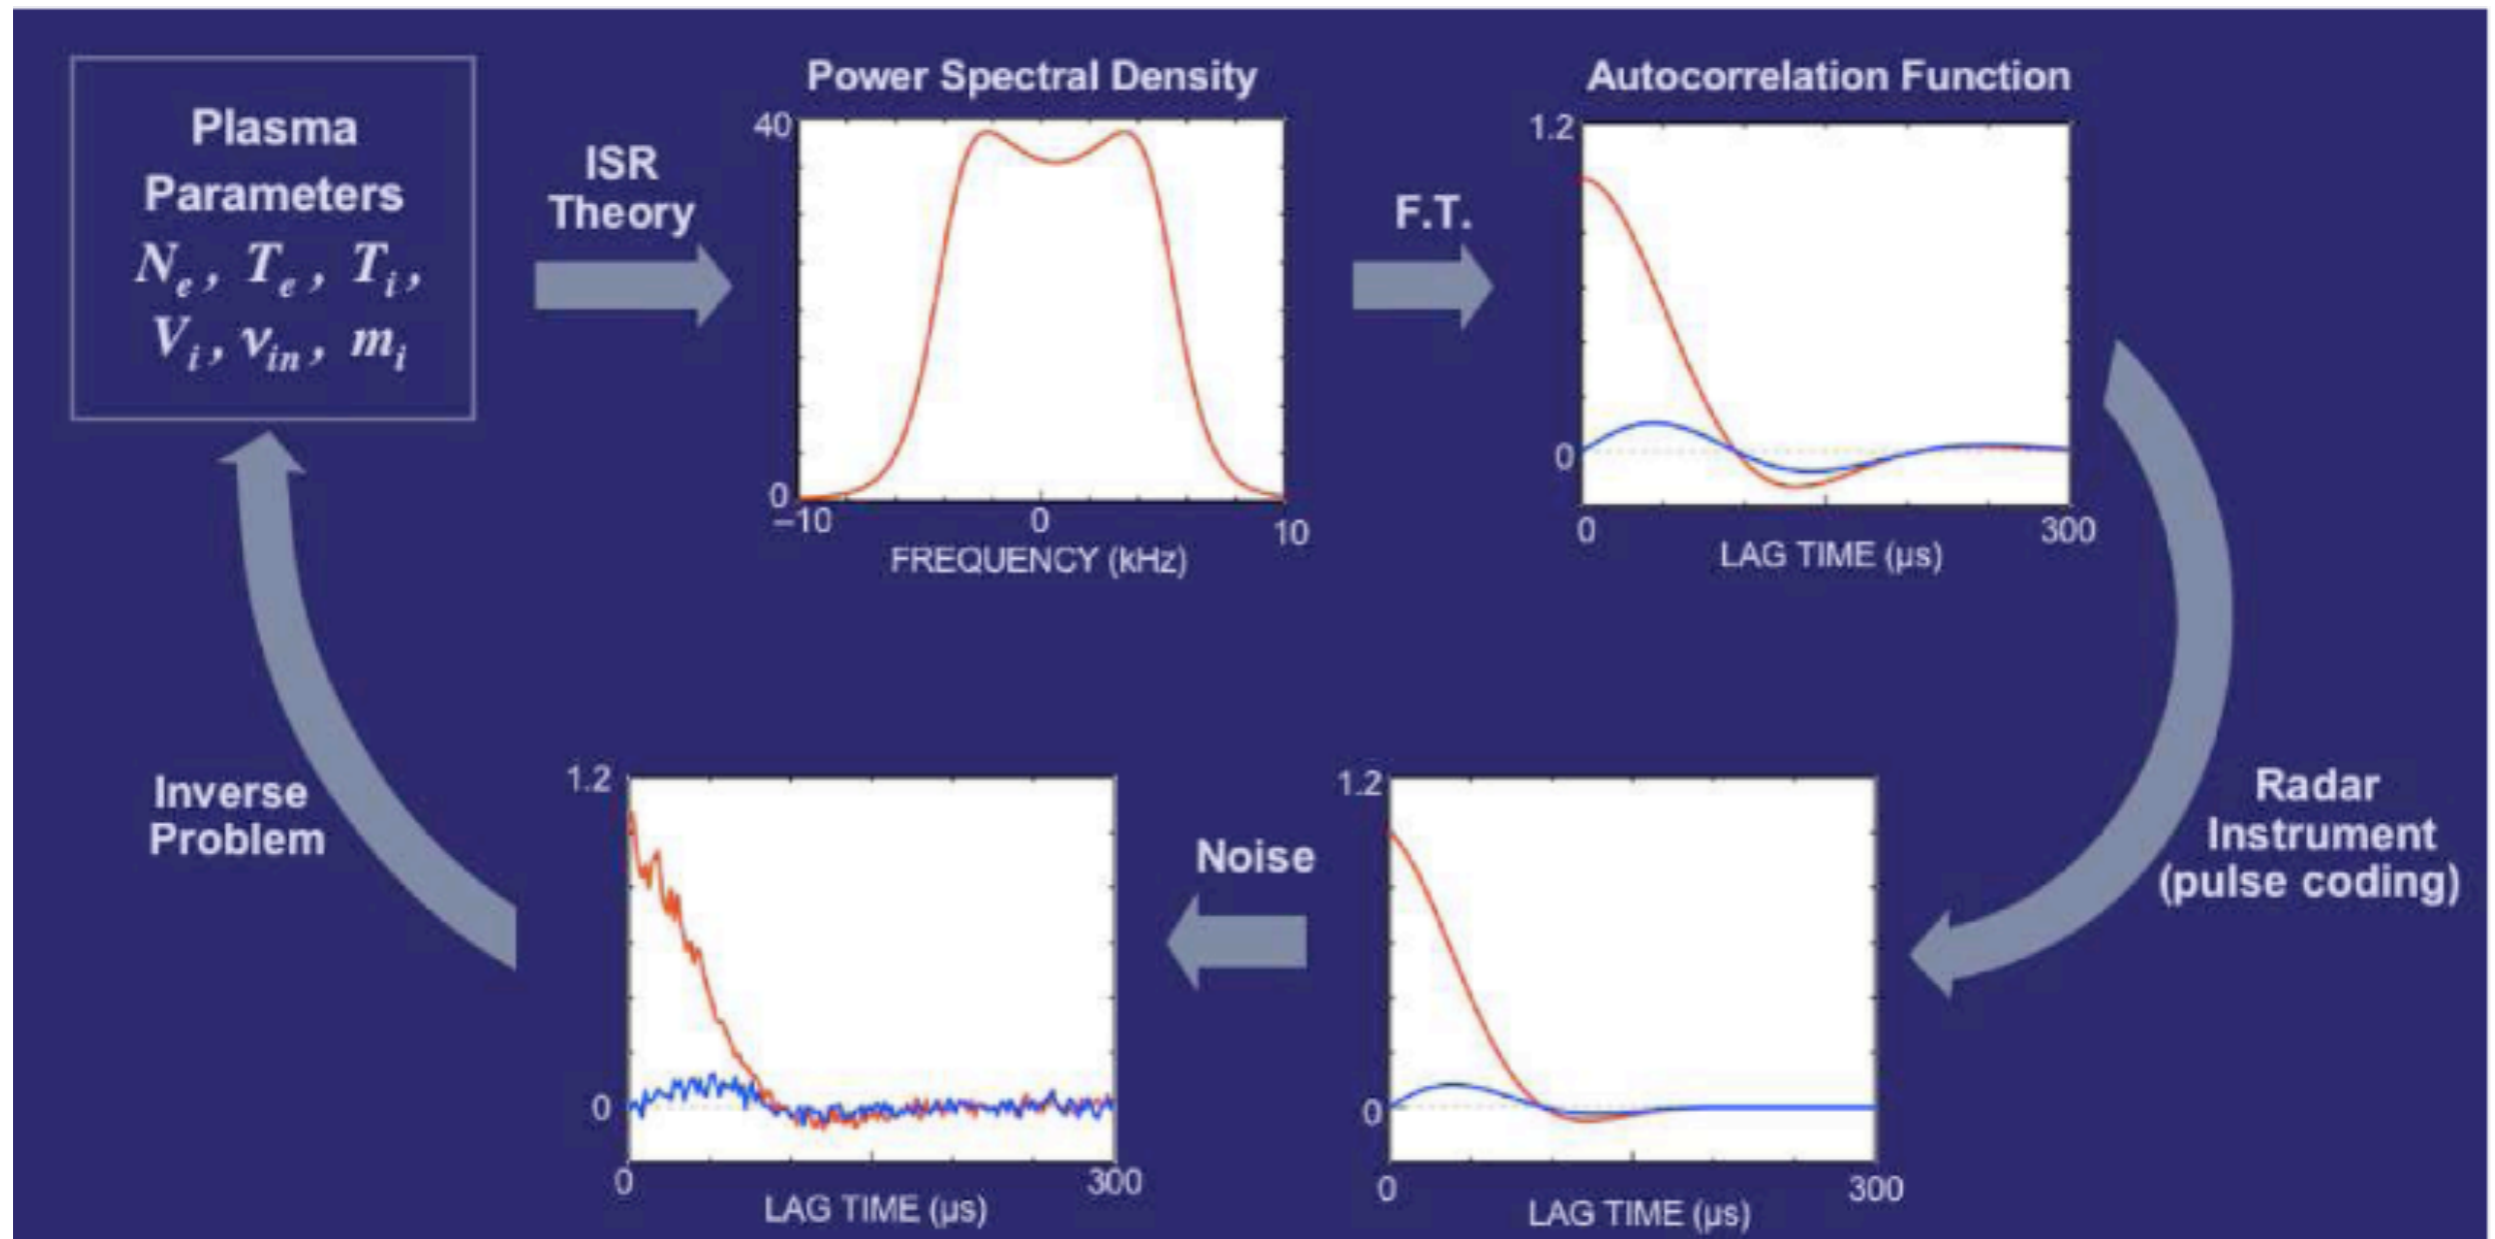 Plasma
Parameters
Nₑ, Tₑ, Tᵢ,
Vᵢ, νᵢₙ, mᵢ
ISR
Theory
Power Spectral Density
40
0
–10
0
10
FREQUENCY (kHz)
F.T.
Autocorrelation Function
1.2
0
0
300
LAG TIME (μs)
Radar
Instrument
(pulse coding)
1.2
0
0
300
LAG TIME (μs)
Noise
1.2
0
0
300
LAG TIME (μs)
Inverse
Problem